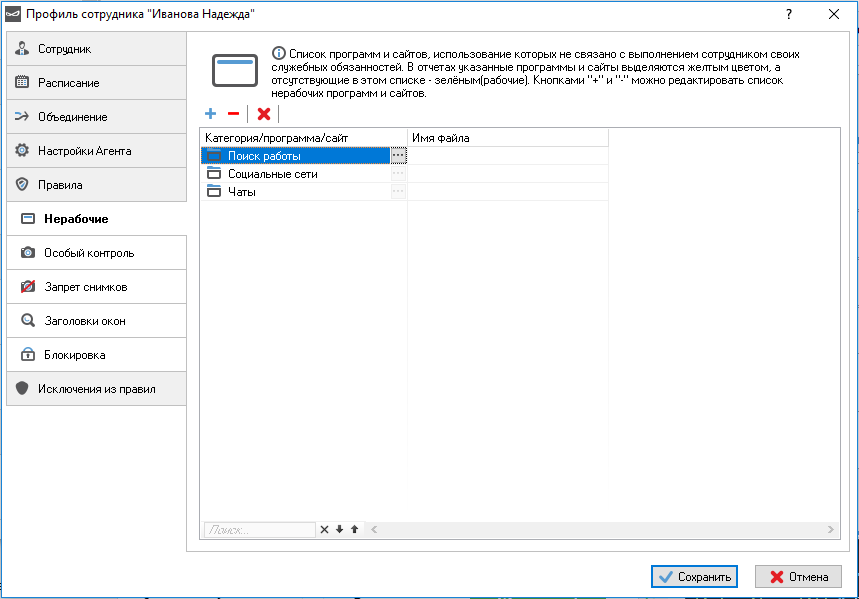 Профиль сотрудника "Иванова Надежда"
?
Сотрудник
Расписание
Объединение
Настройки Агента
Правила
Нерабочие
Особый контроль
Запрет снимков
Заголовки окон
Блокировка
Исключения из правил
Список программ и сайтов, использование которых не связано с выполнением сотрудником своих
служебных обязанностей. В отчетах указанные программы и сайты выделяются желтым цветом, а
отсутствующие в этом списке - зелёным(рабочие). Кнопками "+" и "-" можно редактировать список
нерабочих программ и сайтов.
Категория/программа/сайт
Имя файла
Поиск работы
...
Социальные сети
...
Чаты
...
Поиск...
Сохранить
Отмена